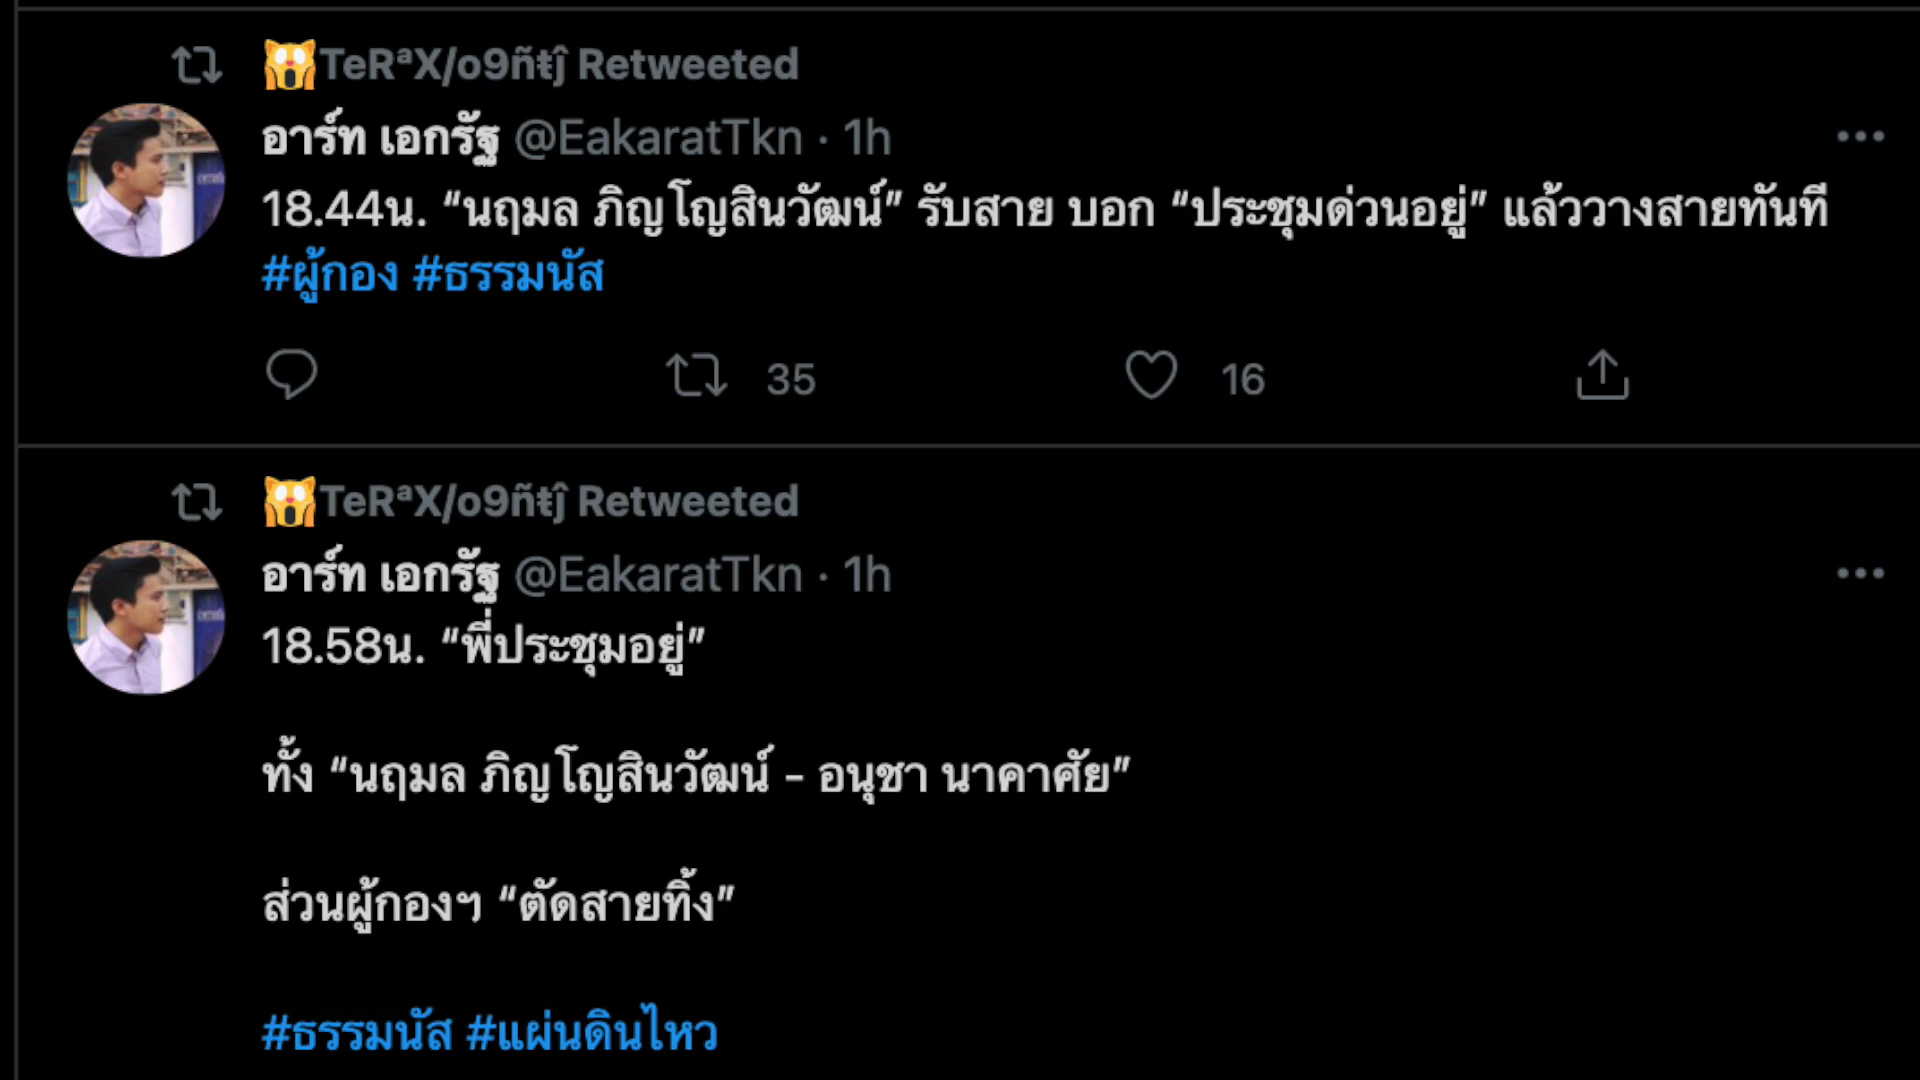 TeRªX/o9ñŧĵ Retweeted
อาร์ท เอกรัฐ @EakaratTkn · 1h
18.44น. “นฤมล ภิญโญสินวัฒน์” รับสาย บอก “ประชุมด่วนอยู่” แล้ววางสายทันที
#ผู้กอง #ธรรมนัส
35 16
TeRªX/o9ñŧĵ Retweeted
อาร์ท เอกรัฐ @EakaratTkn · 1h
18.58น. “พี่ประชุมอยู่”
ทั้ง “นฤมล ภิญโญสินวัฒน์ - อนุชา นาคาศัย”
ส่วนผู้กองฯ “ตัดสายทิ้ง”
#ธรรมนัส #แผ่นดินไหว